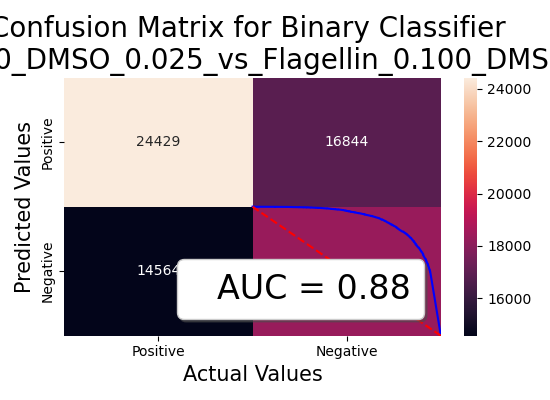 Confusion Matrix for Binary Classifier
0_DMSO_0.025_vs_Flagellin_0.100_DMS
Predicted Values
Positive
Negative
24429 16844
14564
AUC = 0.88
Positive Negative
Actual Values
24000
22000
20000
18000
16000